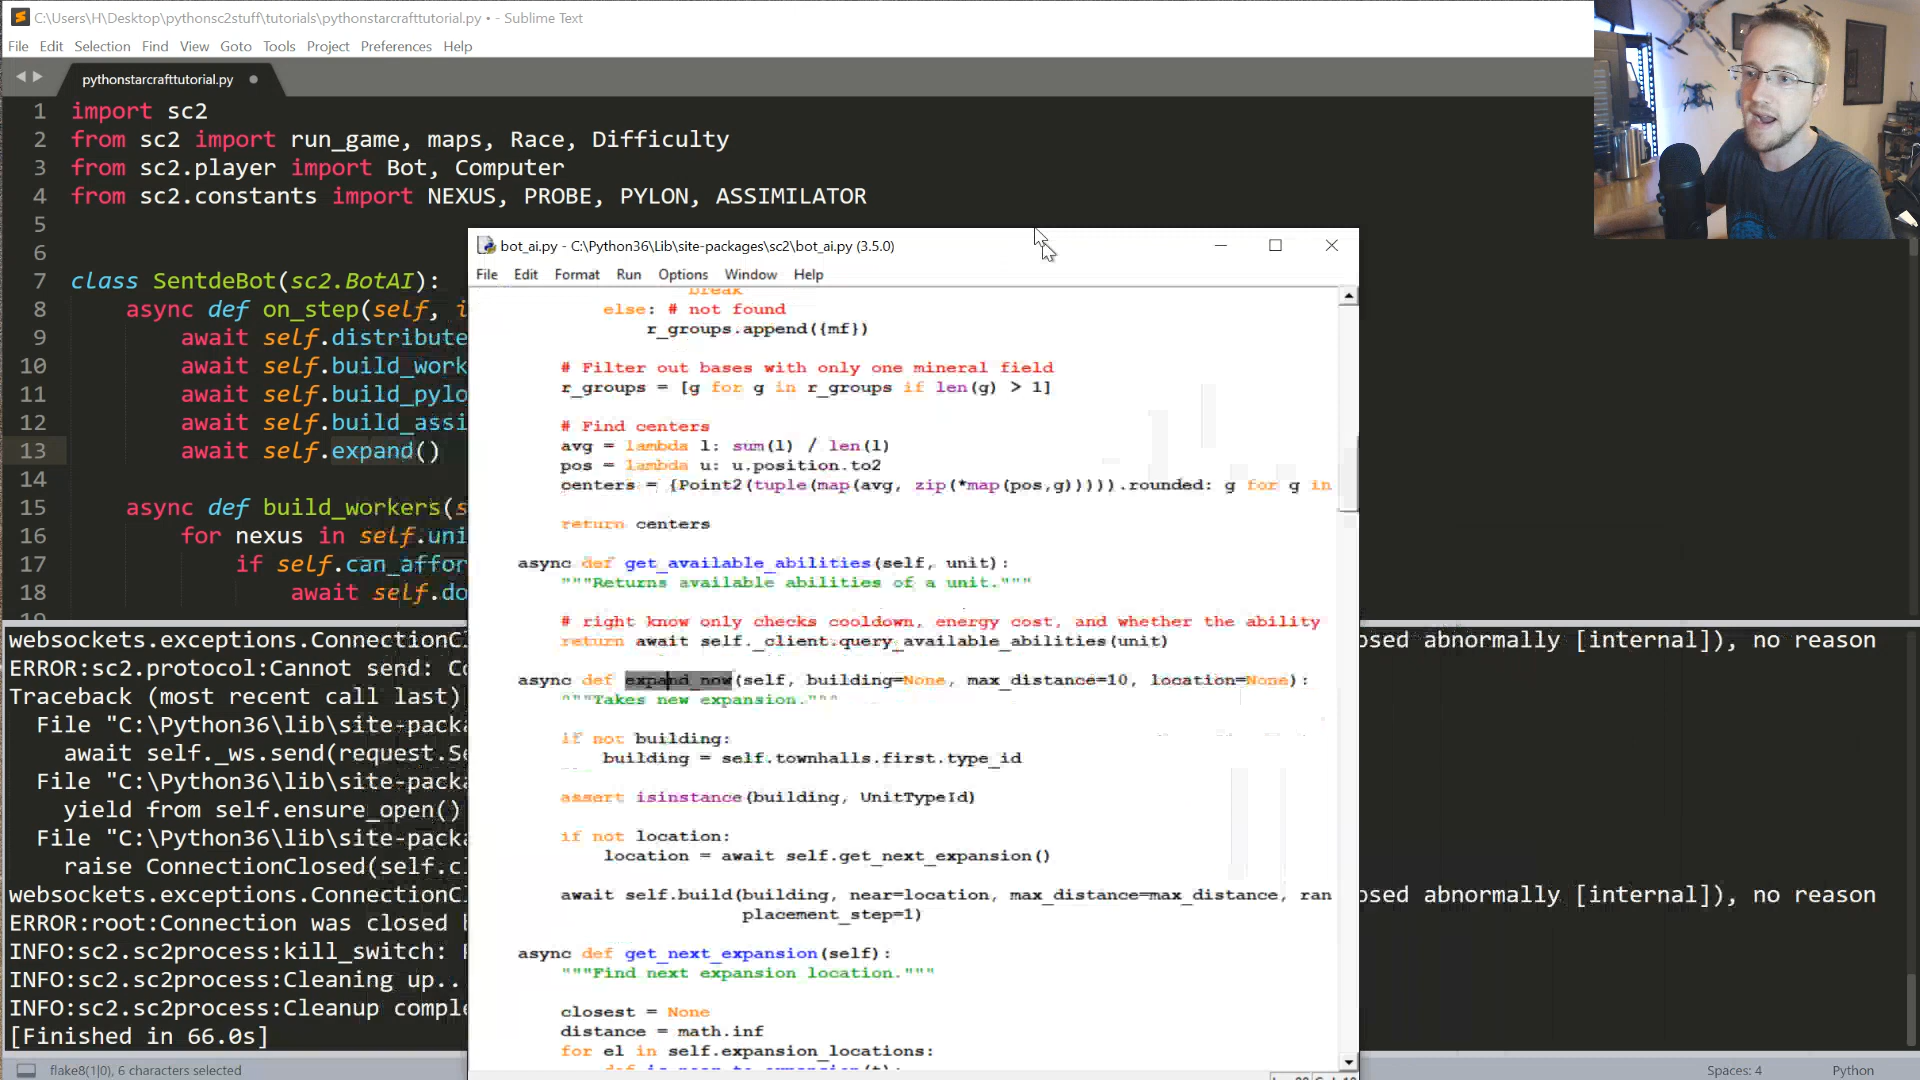 C:\Users\H\Desktop\pythonsc2stuff\tutorials\pythonstarcrafttutorial.py • - Sublime Text
File Edit Selection Find View Goto Tools Project Preferences Help
pythonstarcrafttutorial.py
1 import sc2
2 from sc2 import run_game, maps, Race, Difficulty
3 from sc2.player import Bot, Computer
4 from sc2.constants import NEXUS, PROBE, PYLON, ASSIMILATOR
5
6
7 class SentdeBot(sc2.BotAI):
8 async def on_step(self, i
9 await self.distribute
10 await self.build_work
11 await self.build_pylo
12 await self.build_assi
13 await self.expand()
14
15 async def build_workers(s
16 for nexus in self.uni
17 if self.can_affor
18 await self.do
websockets.exceptions.ConnectionCl
ERROR:sc2.protocol:Cannot send: Co
Traceback (most recent call last)
File "C:\Python36\lib\site-packa
await self._ws.send(request.Se
File "C:\Python36\lib\site-packa
yield from self.ensure_open()
File "C:\Python36\lib\site-packa
raise ConnectionClosed(self.cl
websockets.exceptions.ConnectionCl
ERROR:root:Connection was closed b
INFO:sc2.sc2process:kill_switch: P
INFO:sc2.sc2process:Cleaning up..
INFO:sc2.sc2process:Cleanup comple
[Finished in 66.0s]
osed abnormally [internal]), no reason
osed abnormally [internal]), no reason
flake8(1|0), 6 characters selected
Spaces: 4 Python
bot_ai.py - C:\Python36\Lib\site-packages\sc2\bot_ai.py (3.5.0)
File Edit Format Run Options Window Help
break
else: # not found
r_groups.append({mf})
# Filter out bases with only one mineral field
r_groups = [g for g in r_groups if len(g) > 1]
# Find centers
avg = lambda l: sum(l) / len(l)
pos = lambda u: u.position.to2
centers = {Point2(tuple(map(avg, zip(*map(pos,g))))).rounded: g for g in
return centers
async def get_available_abilities(self, unit):
"""Returns available abilities of a unit."""
# right know only checks cooldown, energy cost, and whether the ability
return await self._client.query_available_abilities(unit)
async def expand_now(self, building=None, max_distance=10, location=None):
"""Takes new expansion."""
if not building:
building = self.townhalls.first.type_id
assert isinstance(building, UnitTypeId)
if not location:
location = await self.get_next_expansion()
await self.build(building, near=location, max_distance=max_distance, ran
placement_step=1)
async def get_next_expansion(self):
"""Find next expansion location."""
closest = None
distance = math.inf
for el in self.expansion_locations:
def is_near_to_expansion(t):